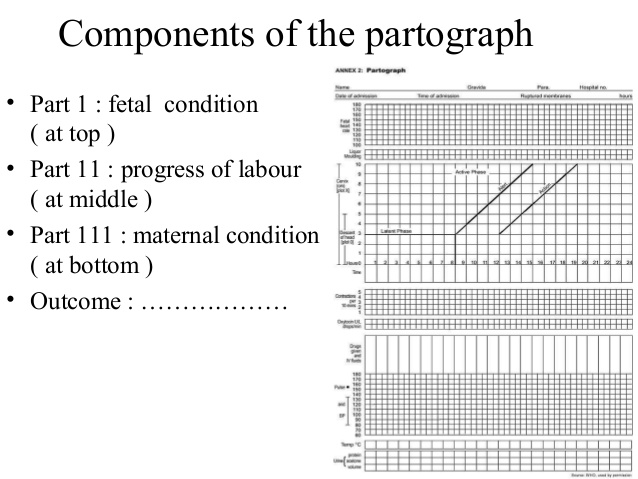 Components of the partograph
• Part 1 : fetal condition
( at top )
• Part 11 : progress of labour
( at middle )
• Part 111 : maternal condition
( at bottom )
• Outcome : ………………
ANNEX 2: Partograph
Name Gravida Para. Hospital no.
Date of admission Time of admission Ruptured membranes hours
180
170
160
Fetal 150
heart 140
rate 130
120
110
100
Liquor
Moulding
10
Active Phase
9
8
7
6
5
4
3
2
1
0
Alert
Action
Latent Phase
Descent
of head
Hours 1 2 3 4 5 6 7 8 9 10 11 12 13 14 15 16 17 18 19 20 21 22 23 24
Time
5
Contractions 4
per 3
10 mins. 2
1
Oxytocin U/L
drops/min
Drugs
given
and
IV fluids
180
170
160
Pulse 150
140
130
and 120
110
BP 100
90
80
70
60
Temp °C
protein
Urine acetone
volume
Source: WHO, used by permission.